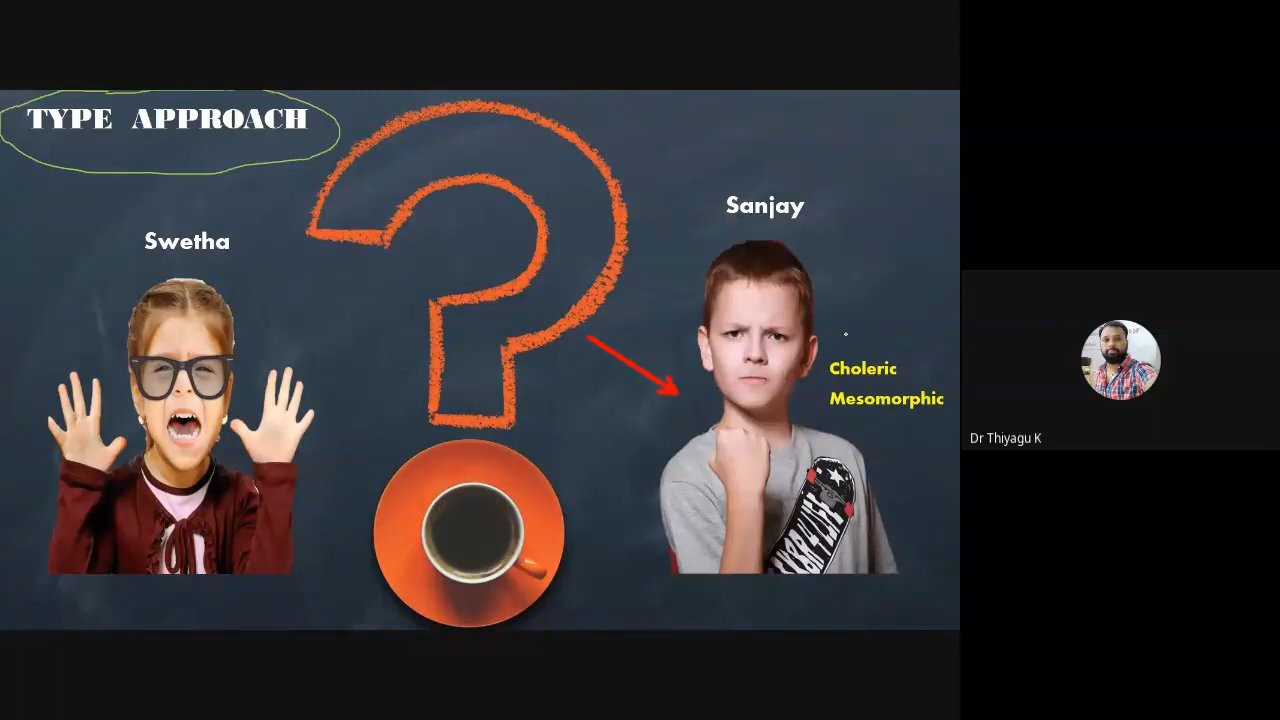 TYPE APPROACH
Swetha
Sanjay
Choleric
Mesomorphic
Dr Thiyagu K